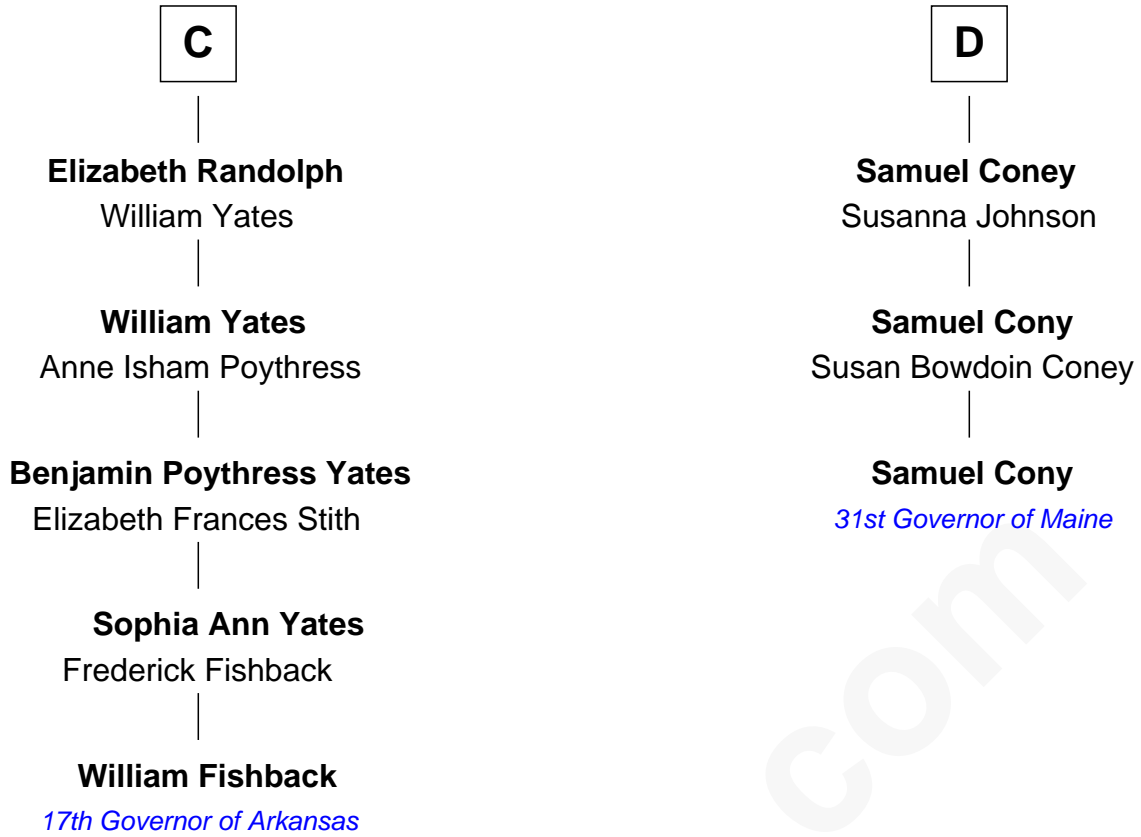 C
Elizabeth Randolph
William Yates
William Yates
Anne Isham Poythress
Benjamin Poythress Yates
Elizabeth Frances Stith
Sophia Ann Yates
Frederick Fishback
William Fishback
17th Governor of Arkansas
D
Samuel Coney
Susanna Johnson
Samuel Cony
Susan Bowdoin Coney
Samuel Cony
31st Governor of Maine
com